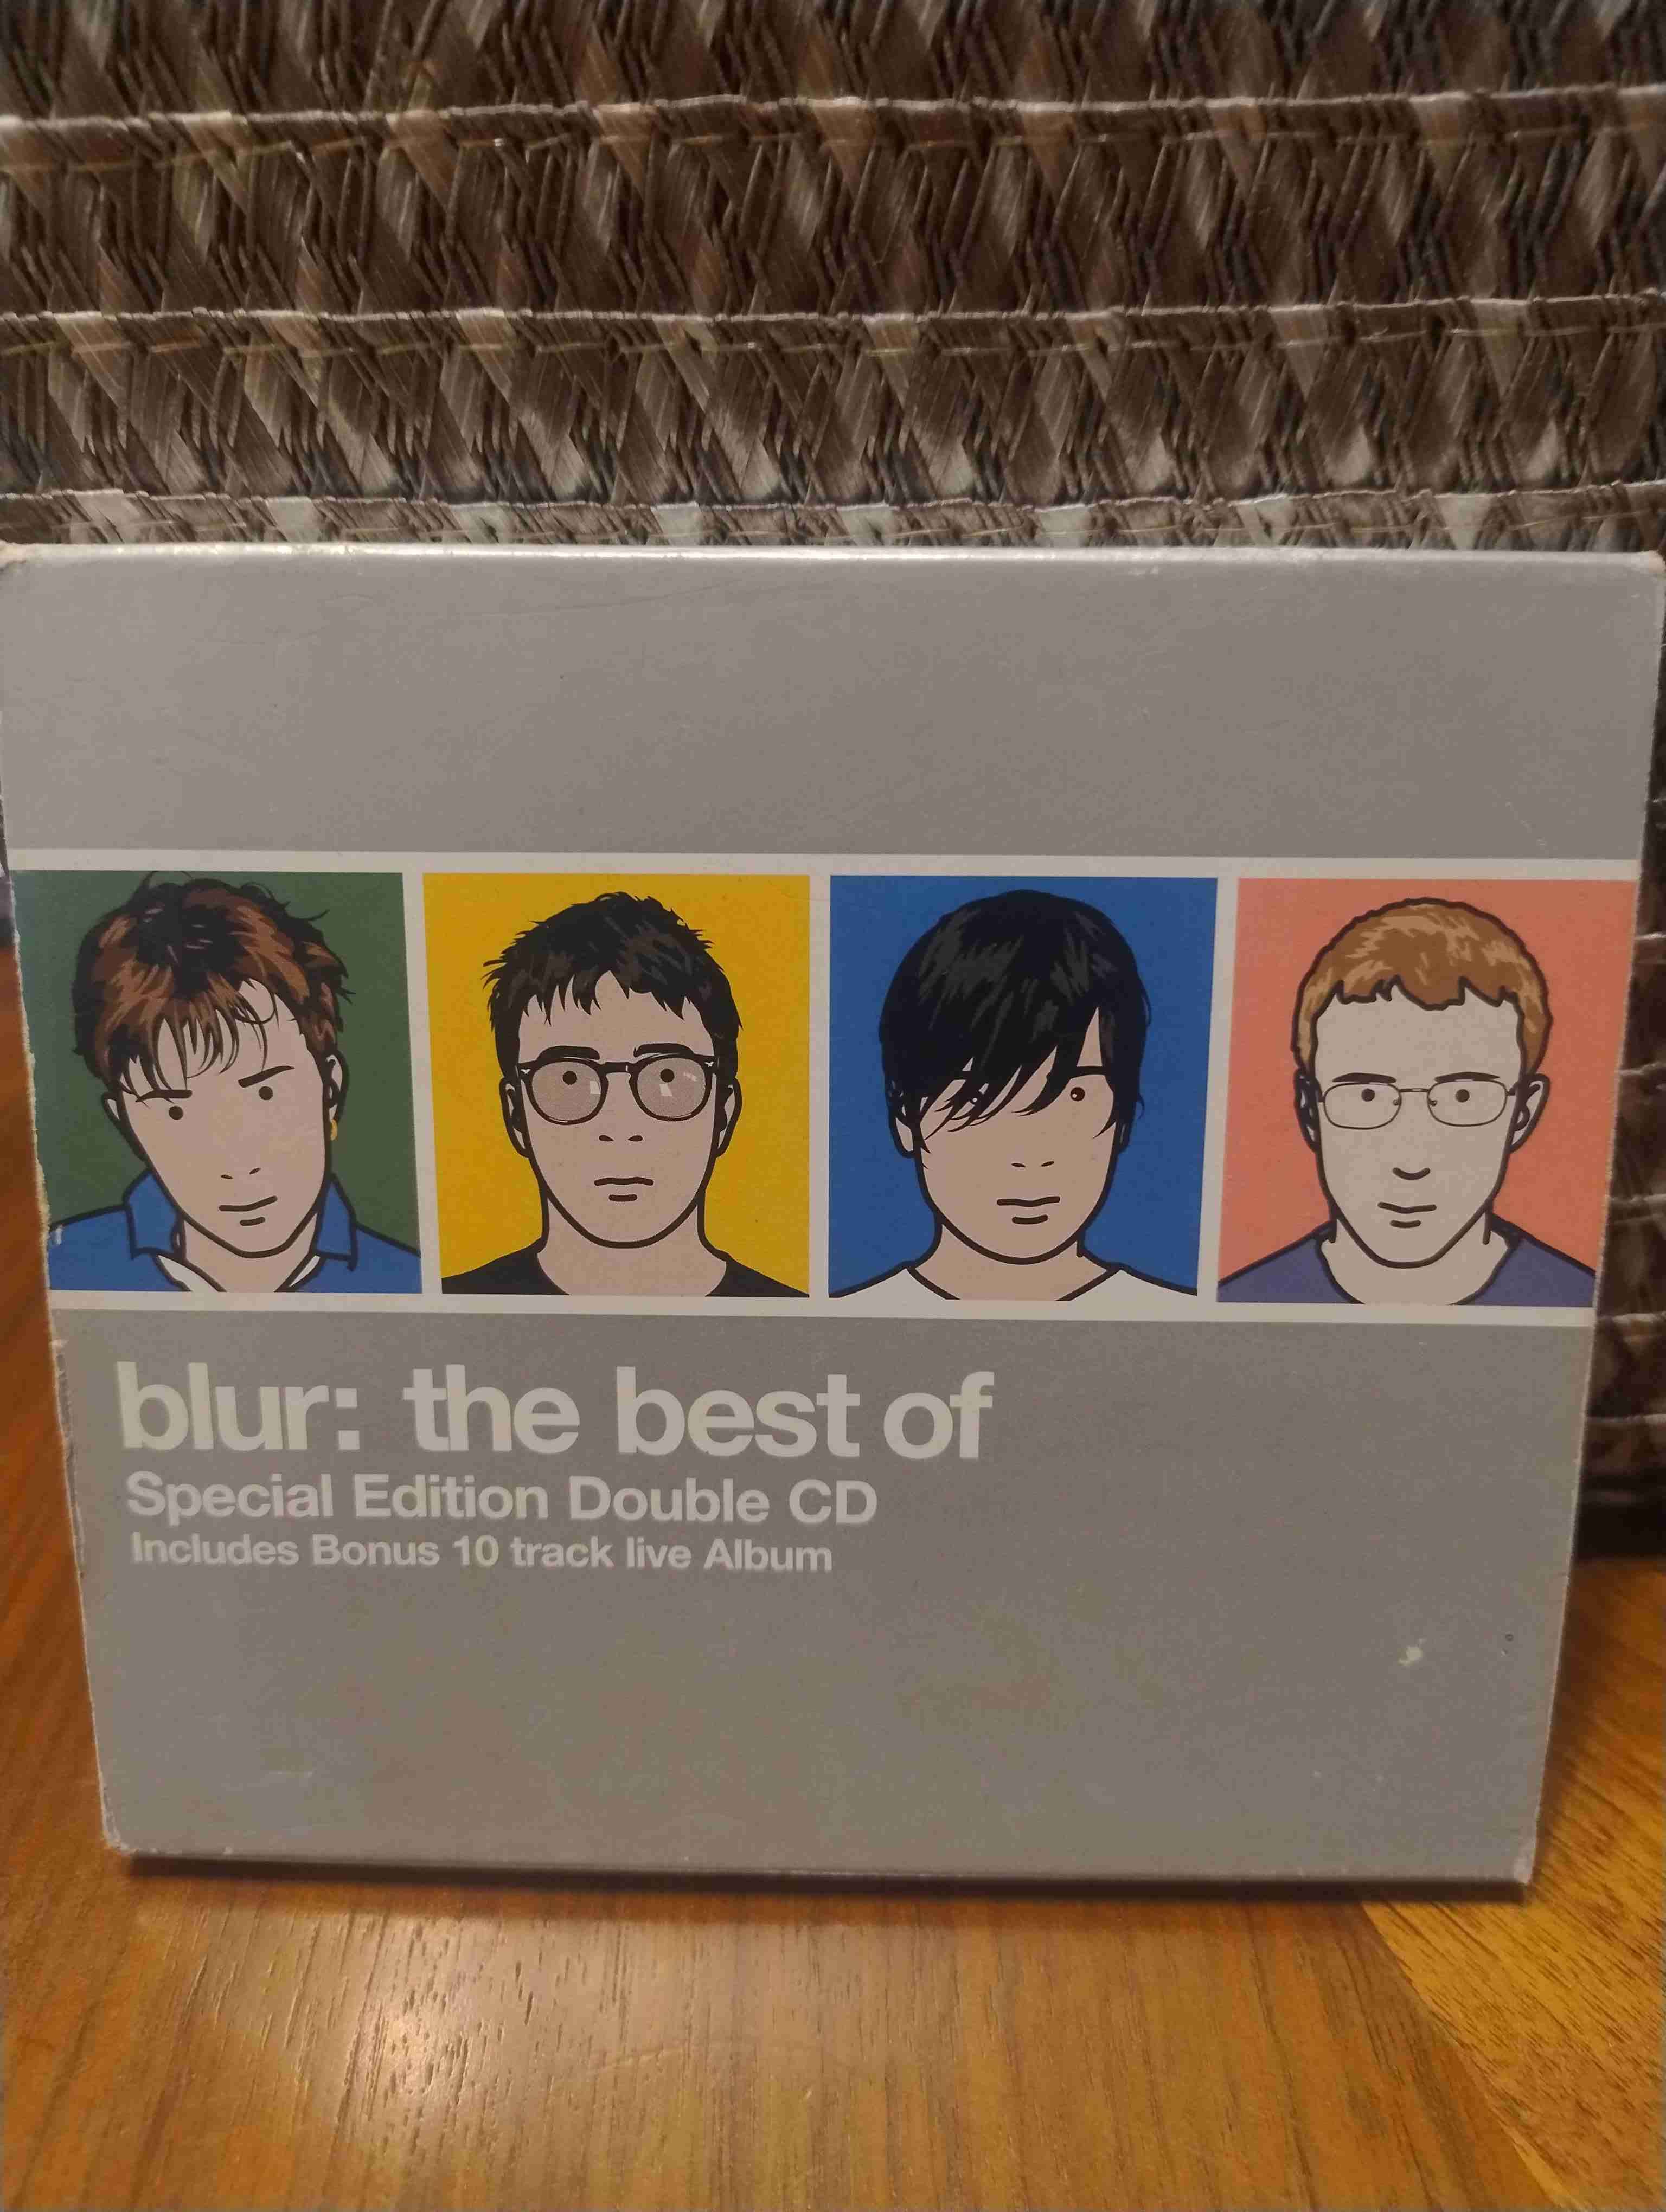 blur: the best of
Special Edition Double CD
Includes Bonus 10 track live Album